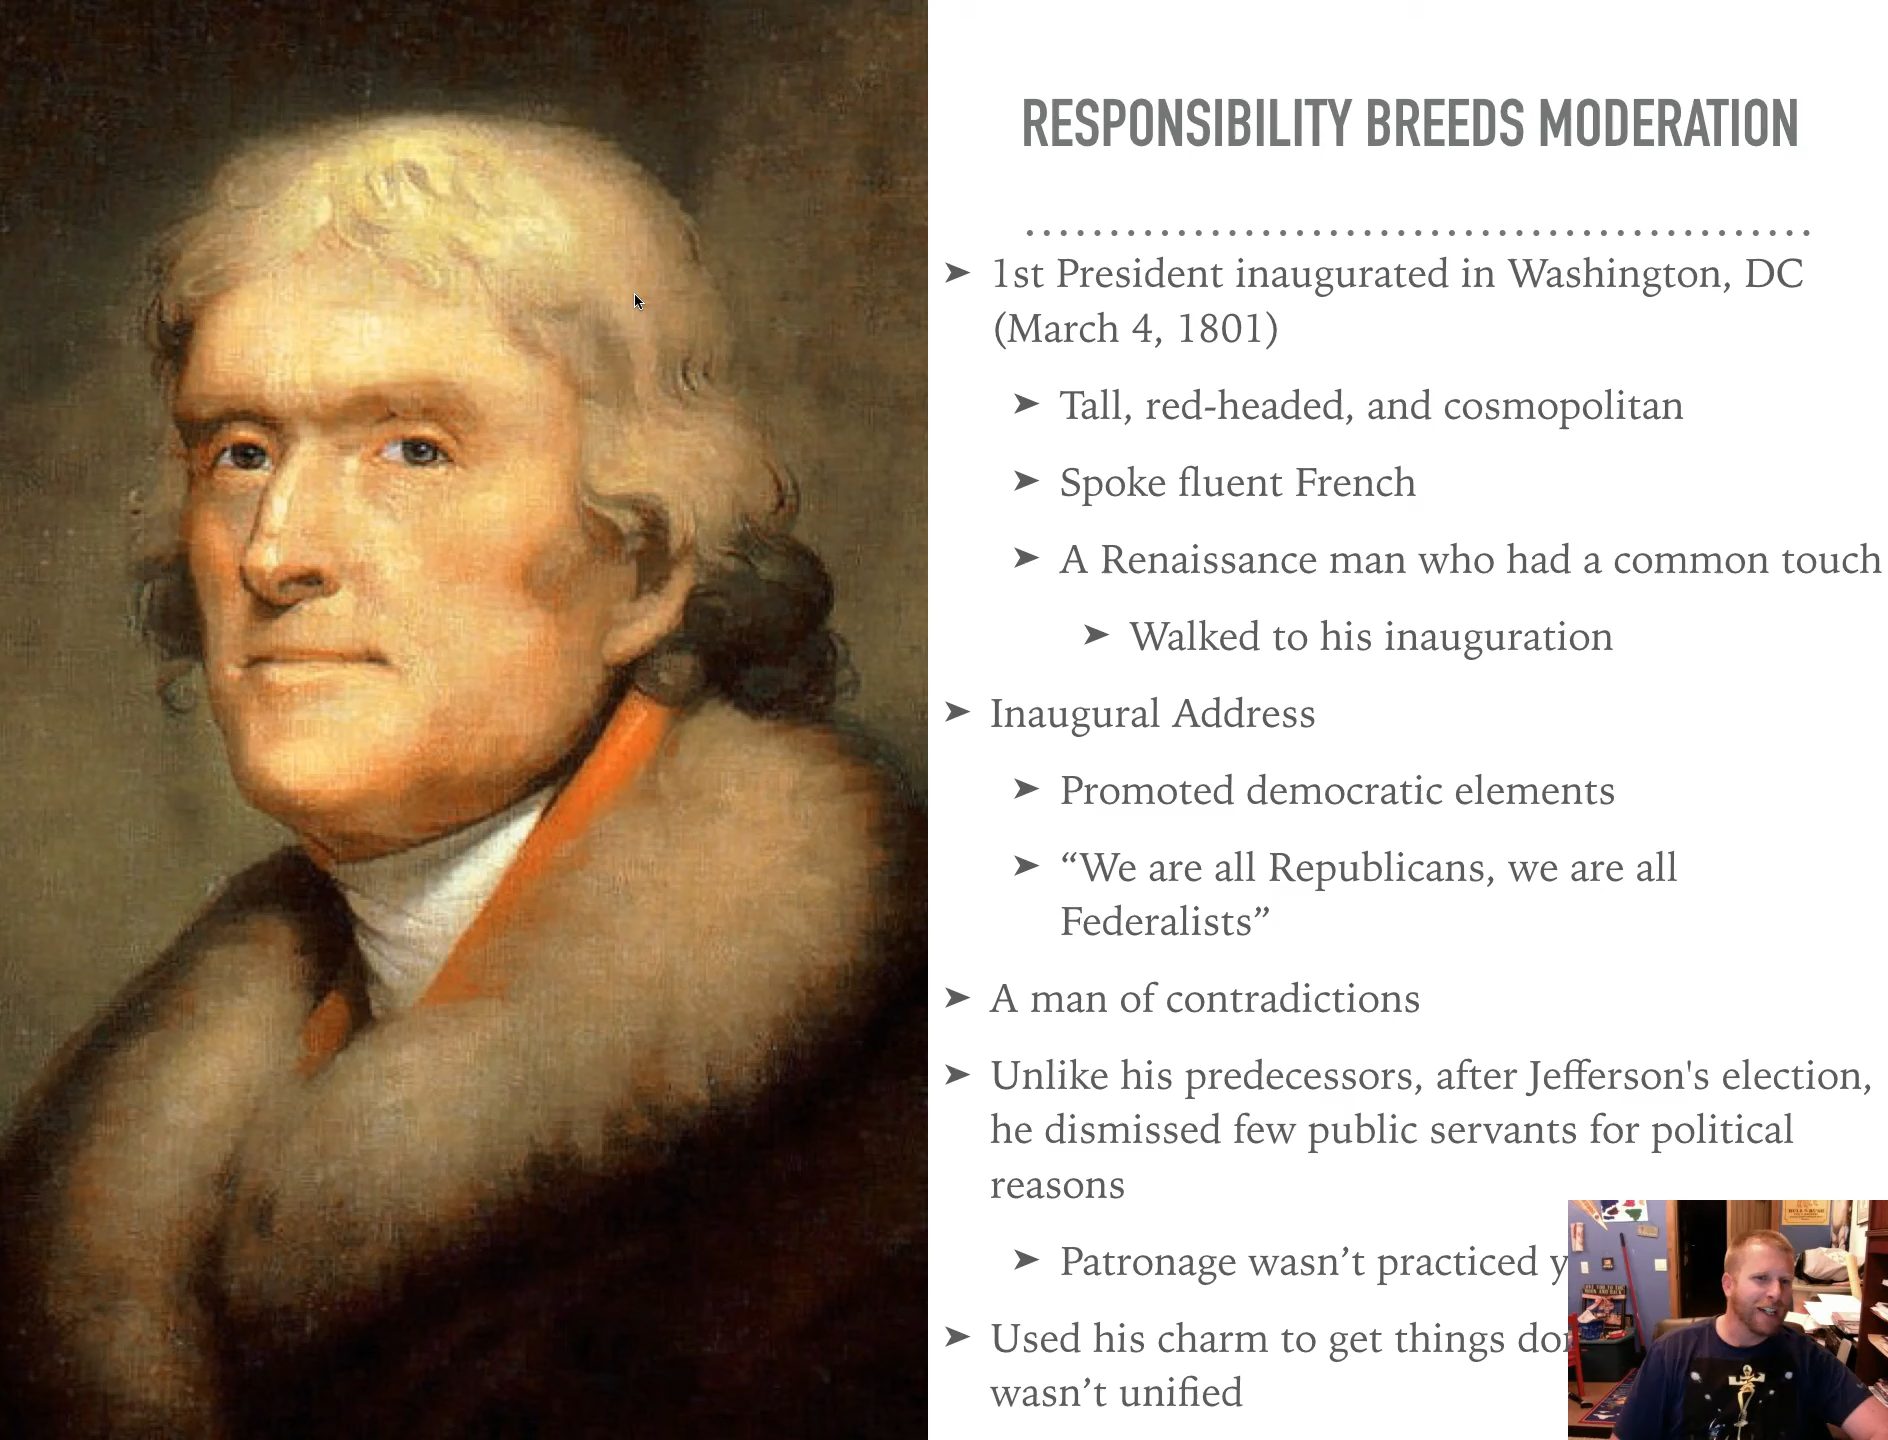 RESPONSIBILITY BREEDS MODERATION
➤ 1st President inaugurated in Washington, DC
(March 4, 1801)
➤ Tall, red-headed, and cosmopolitan
➤ Spoke fluent French
➤ A Renaissance man who had a common touch
➤ Walked to his inauguration
➤ Inaugural Address
➤ Promoted democratic elements
➤ “We are all Republicans, we are all
Federalists”
➤ A man of contradictions
➤ Unlike his predecessors, after Jefferson's election,
he dismissed few public servants for political
reasons
➤ Patronage wasn’t practiced
➤ Used his charm to get things
wasn’t unified